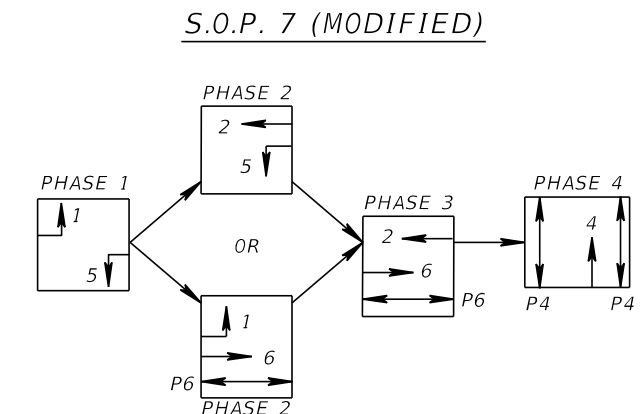 S.O.P. 7 (MODIFIED)
PHASE 2
2
5
PHASE 1
1
5
OR
PHASE 3
2
6
P6
PHASE 4
4
P4 P4
1
6
P6
PHASE 2